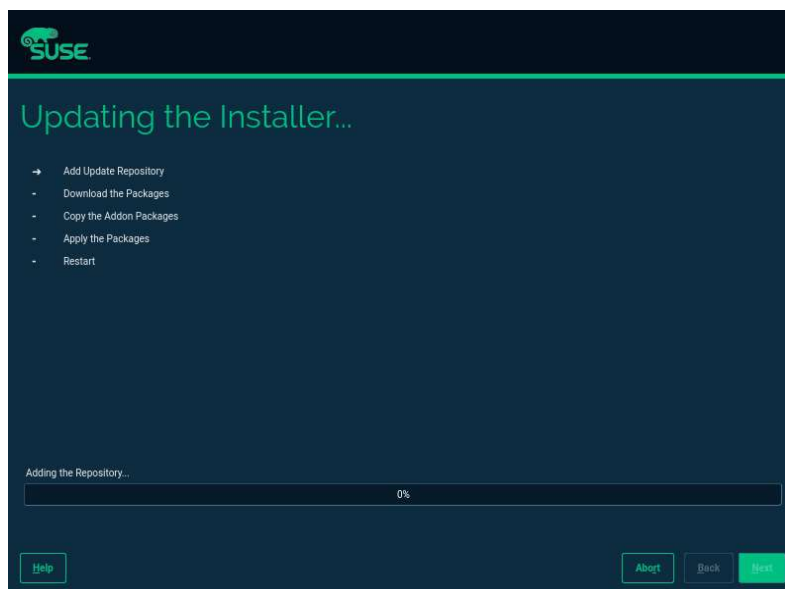 SUSE
Updating the Installer...
→ Add Update Repository
- Download the Packages
- Copy the Addon Packages
- Apply the Packages
- Restart
Adding the Repository...
0%
Help
Abort
Back
Next